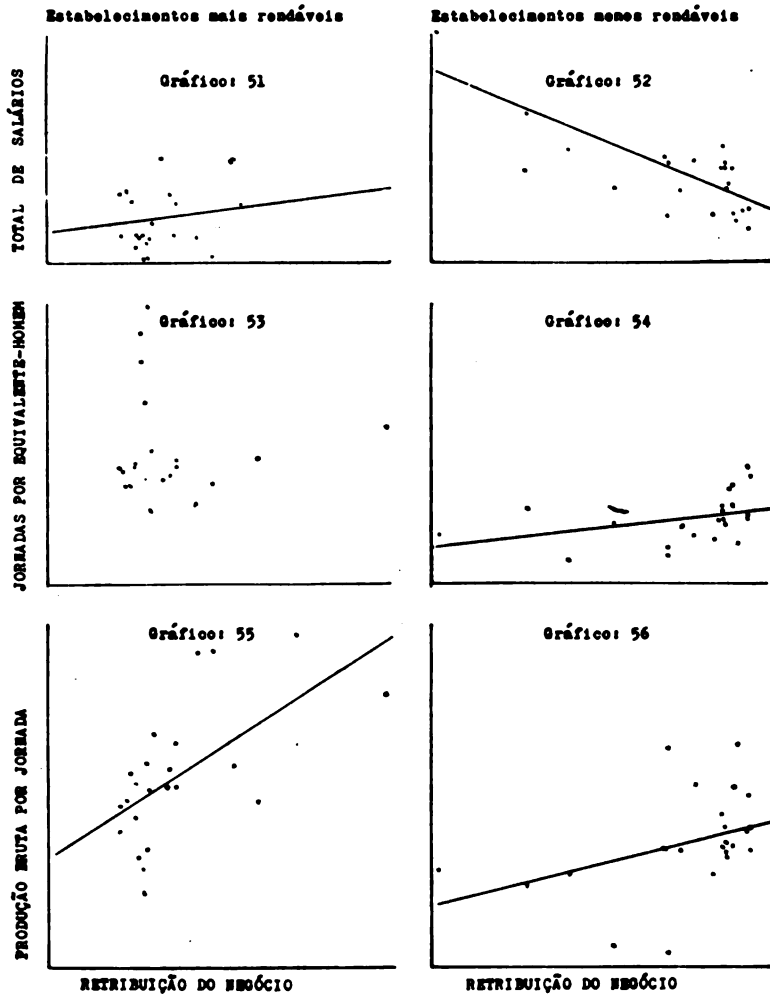 Estabelecimentos mais rendáveis
Estabelecimentos menos rendáveis
TOTAL DE SALÁRIOS
Gráfico: 51
Gráfico: 52
JORNADAS POR EQUIVALENTE-HOMEM
Gráfico: 53
Gráfico: 54
PRODUÇÃO BRUTA POR JORNADA
Gráfico: 55
Gráfico: 56
RETRIBUIÇÃO DO NEGÓCIO
RETRIBUIÇÃO DO NEGÓCIO